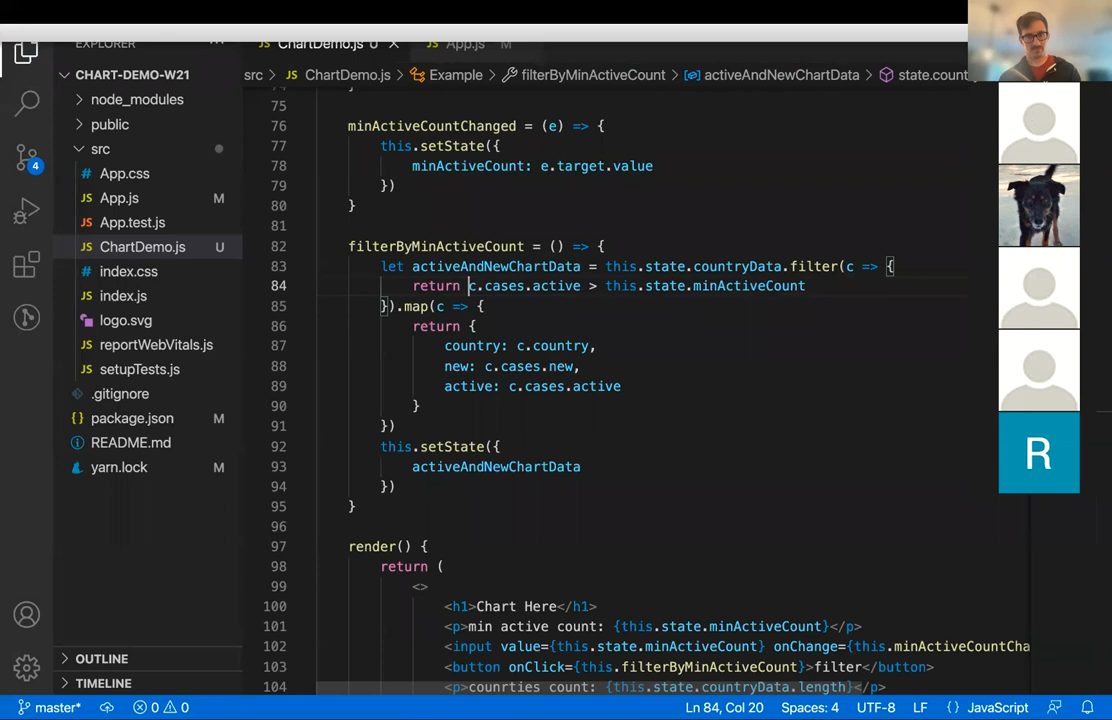 EXPLORER
ChartDemo.js U
App.js M
CHART-DEMO-W21
src > JS ChartDemo.js > Example > filterByMinActiveCount > activeAndNewChartData > state.coun
node_modules
public
src
# App.css
JS App.js M
JS App.test.js
JS ChartDemo.js U
# index.css
JS index.js
logo.svg
JS reportWebVitals.js
JS setupTests.js
.gitignore
{} package.json M
README.md
yarn.lock M
4
OUTLINE
TIMELINE
75
76 minActiveCountChanged = (e) => {
77 this.setState({
78 minActiveCount: e.target.value
79 })
80 }
81
82 filterByMinActiveCount = () => {
83 let activeAndNewChartData = this.state.countryData.filter(c => {
84 return c.cases.active > this.state.minActiveCount
85 }).map(c => {
86 return {
87 country: c.country,
88 new: c.cases.new,
89 active: c.cases.active
90 }
91 })
92 this.setState({
93 activeAndNewChartData
94 })
95 }
96
97 render() {
98 return (
99 <>
100 <h1>Chart Here</h1>
101 <p>min active count: {this.state.minActiveCount}</p>
102 <input value={this.state.minActiveCount} onChange={this.minActiveCountCha
103 <button onClick={this.filterByMinActiveCount}>filter</button>
104 <p>counrties count: {this.state.countryData.length}</p>
R
master* 0 0 Ln 84, Col 20 Spaces: 4 UTF-8 LF {} JavaScript